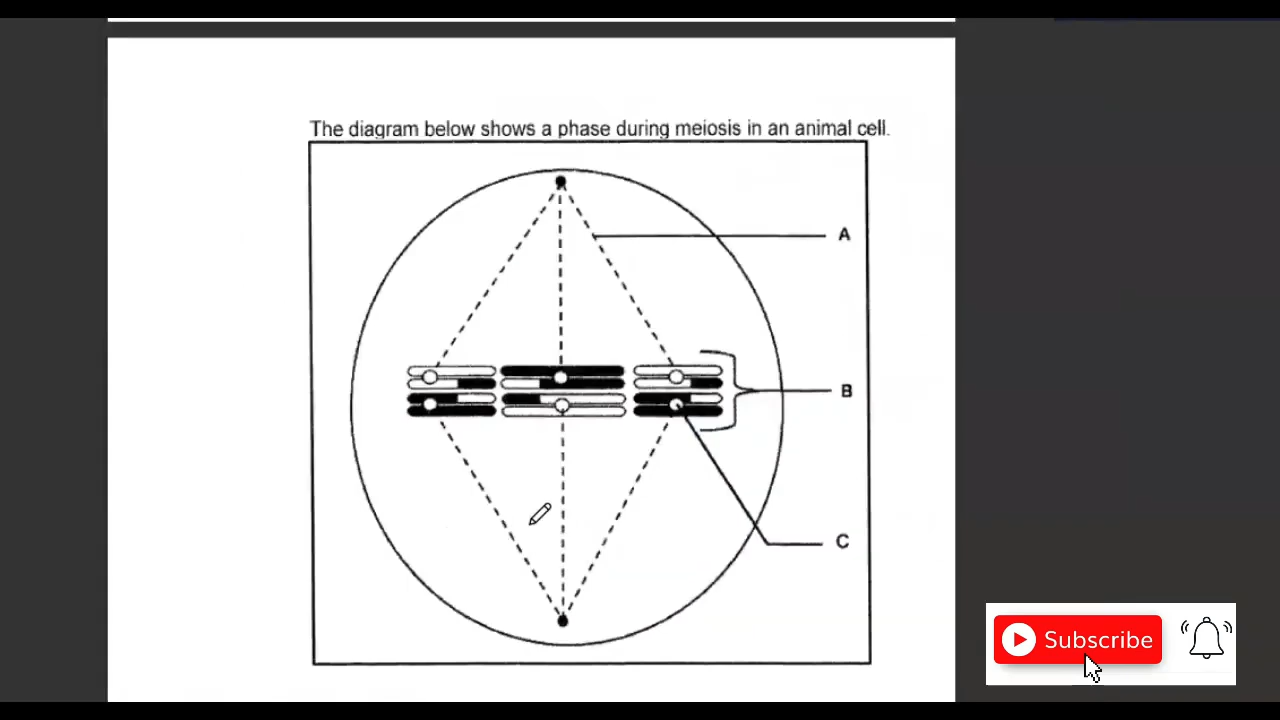 The diagram below shows a phase during meiosis in an animal cell.
A
B
C
Subscribe